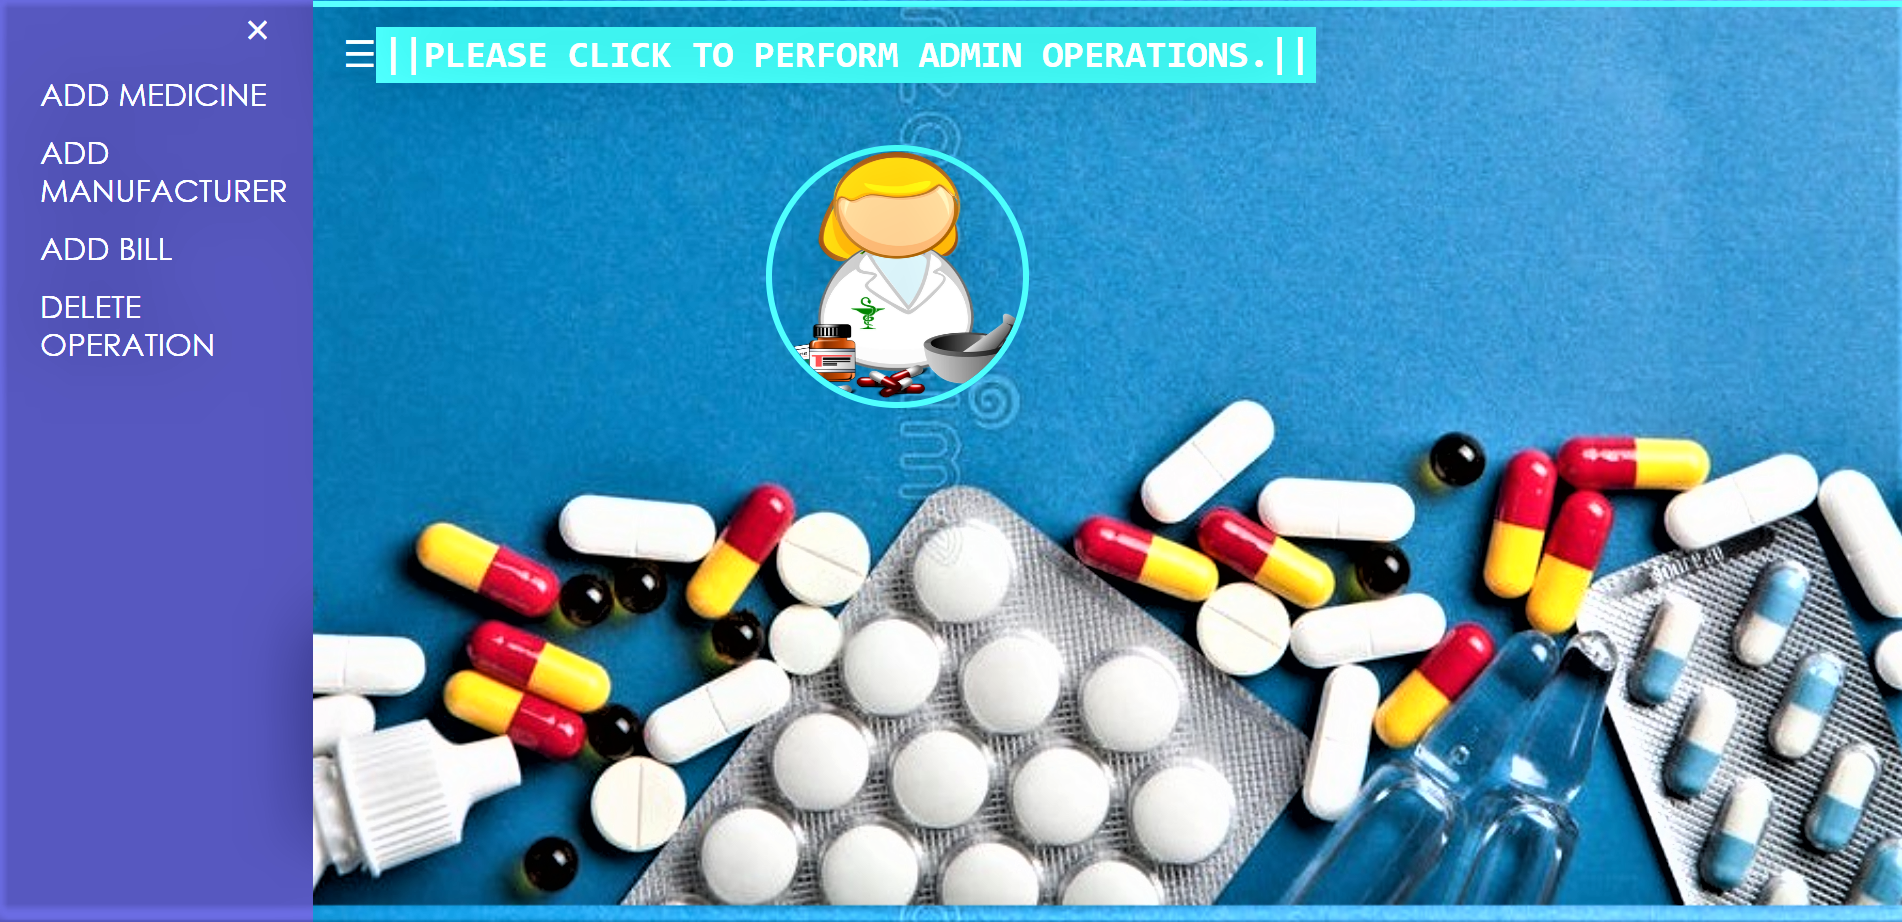 ×
☰ ||PLEASE CLICK TO PERFORM ADMIN OPERATIONS.||
ADD MEDICINE
ADD
MANUFACTURER
ADD BILL
DELETE
OPERATION